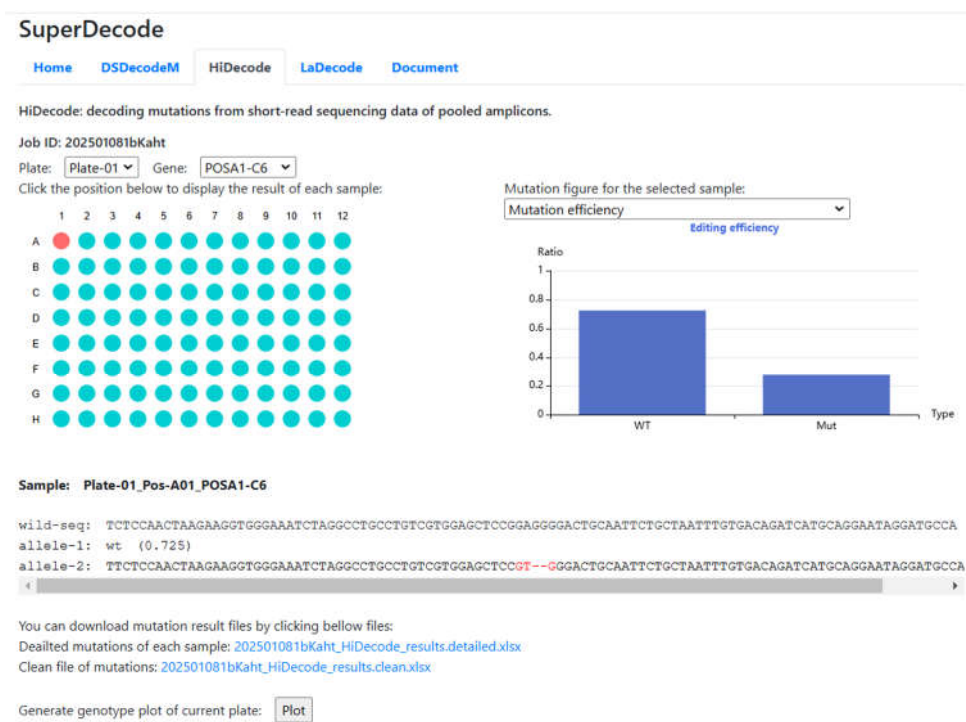 SuperDecode
Home DSDecodeM HiDecode LaDecode Document
HiDecode: decoding mutations from short-read sequencing data of pooled amplicons.
Job ID: 202501081bKaht
Plate: Plate-01 Gene: POSA1-C6
Click the position below to display the result of each sample:
1 2 3 4 5 6 7 8 9 10 11 12
A
B
C
D
E
F
G
H
Mutation figure for the selected sample:
Mutation efficiency
Editing efficiency
Ratio
1
0.8
0.6
0.4
0.2
0
WT Mut
Type
Sample: Plate-01_Pos-A01_POSA1-C6
wild-seq: TCTCCAACTAAGAAGGTGGGAAATCTAGGCCTGCCTGTCGTGGAGCTCCGGAGGGGACTGCAATTCTGCTAATTTGTGACAGATCATGCAGGAATAGGATGCCA
allele-1: wt (0.725)
allele-2: TTCTCCAACTAAGAAGGTGGGAAATCTAGGCCTGCCTGTCGTGGAGCTCCGT--GGGACTGCAATTCTGCTAATTTGTGACAGATCATGCAGGAATAGGATGCCA
You can download mutation result files by clicking bellow files:
Deailted mutations of each sample: 202501081bKaht_HiDecode_results.detailed.xlsx
Clean file of mutations: 202501081bKaht_HiDecode_results.clean.xlsx
Generate genotype plot of current plate: Plot